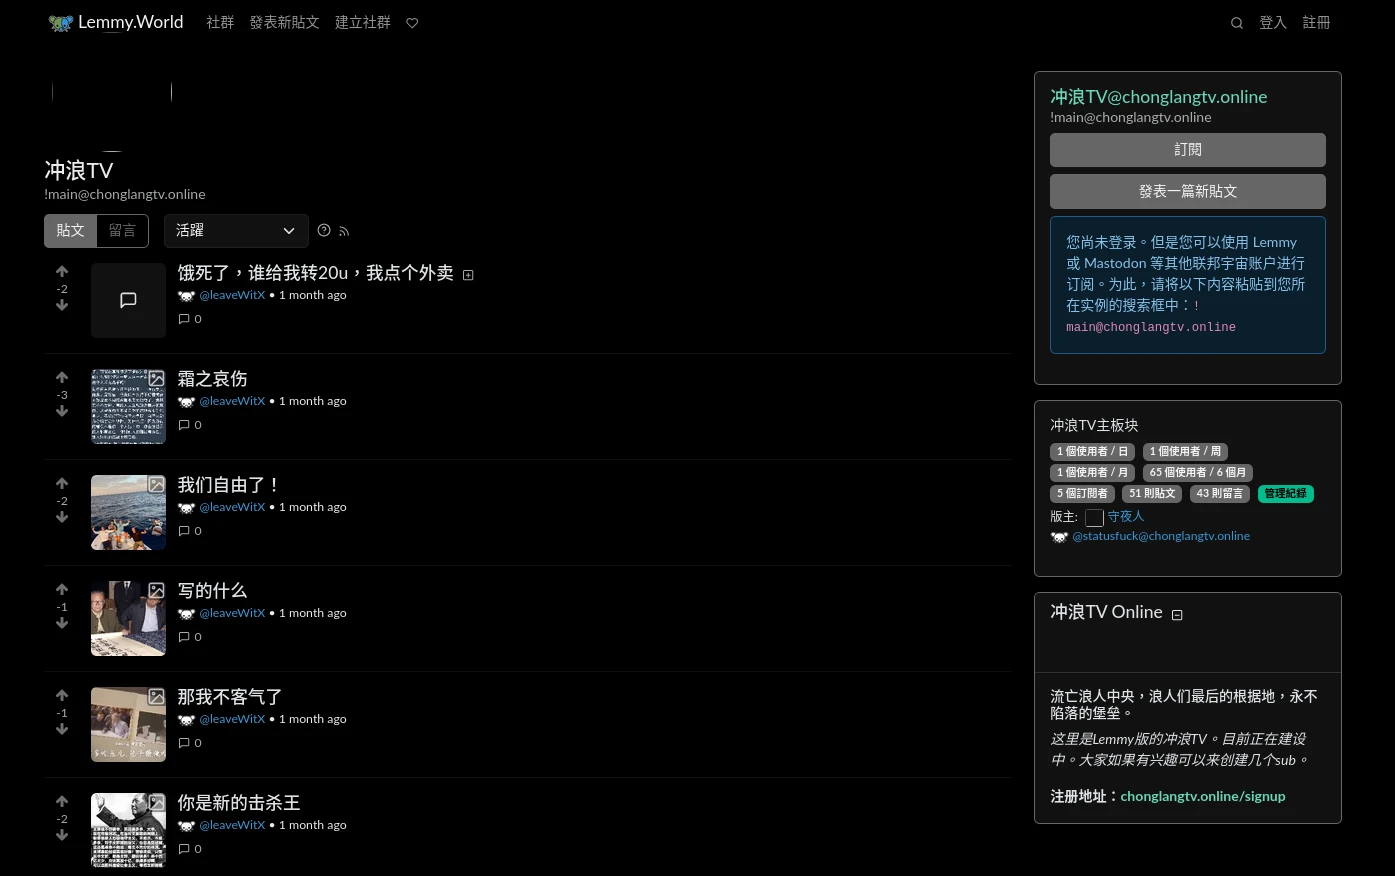 Lemmy.World 社群 發表新貼文 建立社群 登入 註冊
冲浪TV
!main@chonglangtv.online
貼文 留言 活躍
饿死了，谁给我转20u，我点个外卖
@leaveWitX • 1 month ago
-2
0
霜之哀伤
@leaveWitX • 1 month ago
-3
0
我们自由了！
@leaveWitX • 1 month ago
-2
0
写的什么
@leaveWitX • 1 month ago
-1
0
那我不客气了
@leaveWitX • 1 month ago
-1
0
你是新的击杀王
@leaveWitX • 1 month ago
-2
0
冲浪TV@chonglangtv.online
!main@chonglangtv.online
訂閱
發表一篇新貼文
您尚未登录。但是您可以使用 Lemmy
或 Mastodon 等其他联邦宇宙账户进行
订阅。为此，请将以下内容粘贴到您所
在实例的搜索框中：!
main@chonglangtv.online
冲浪TV主板块
1 個使用者 / 日 1 個使用者 / 周
1 個使用者 / 月 65 個使用者 / 6 個月
5 個訂閱者 51 則貼文 43 則留言 管理紀錄
版主: 守夜人
@statusfuck@chonglangtv.online
冲浪TV Online
流亡浪人中央，浪人们最后的根据地，永不
陷落的堡垒。
这里是Lemmy版的冲浪TV。目前正在建设
中。大家如果有兴趣可以来创建几个sub。
注册地址：chonglangtv.online/signup